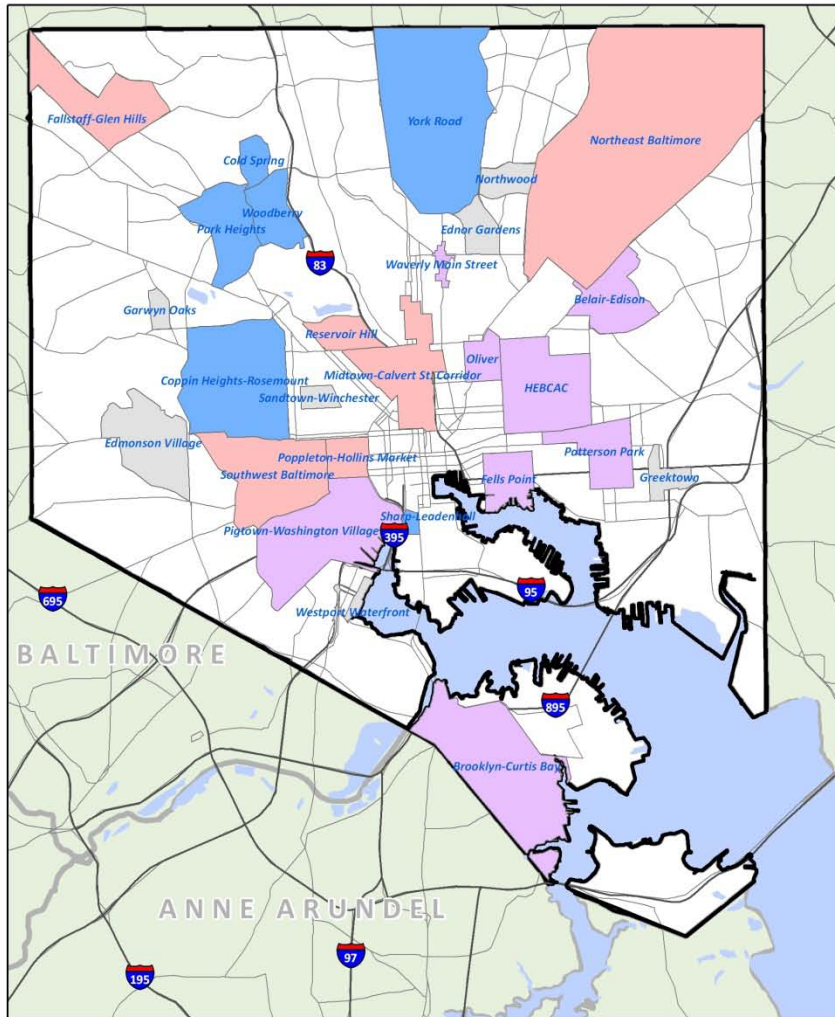 York Road
Fallstaff-Glen Hills
Northeast Baltimore
Cold Spring
Northwood
Woodberry
Park Heights
Ednor Gardens
Waverly Main Street
83
Belair-Edison
Garwyn Oaks
Reservoir Hill
Oliver
Midtown-Calvert St. Corridor
Coppin Heights-Rosemount
HEBCAC
Sandtown-Winchester
Edmonson Village
Poppleton-Hollins Market
Patterson Park
Southwest Baltimore
Fells Point
Greektown
Sharp-Leadenhall
Pigtown-Washington Village
395
95
695
Westport Waterfront
BALTIMORE
895
Brooklyn-Curtis Bay
ANNE ARUNDEL
97
195